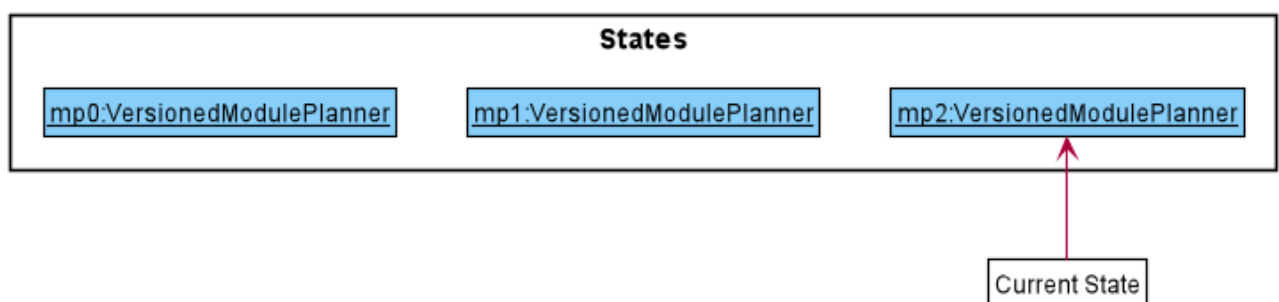 States
mp0:VersionedModulePlanner
mp1:VersionedModulePlanner
mp2:VersionedModulePlanner
Current State